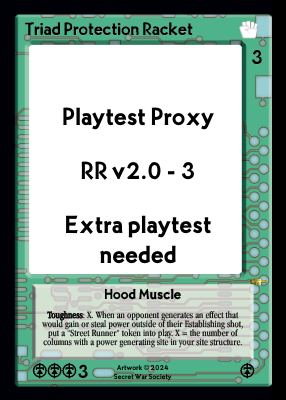 Triad Protection Racket
3
Playtest Proxy
RR v2.0 - 3
Extra playtest
needed
Hood Muscle
Toughness: X. When an opponent generates an effect that
would gain or steal power outside of their Establishing shot,
put a "Street Runner" token into play. X = the number of
columns with a power generating site in your site structure.
3
Artwork © 2024
Secret War Society